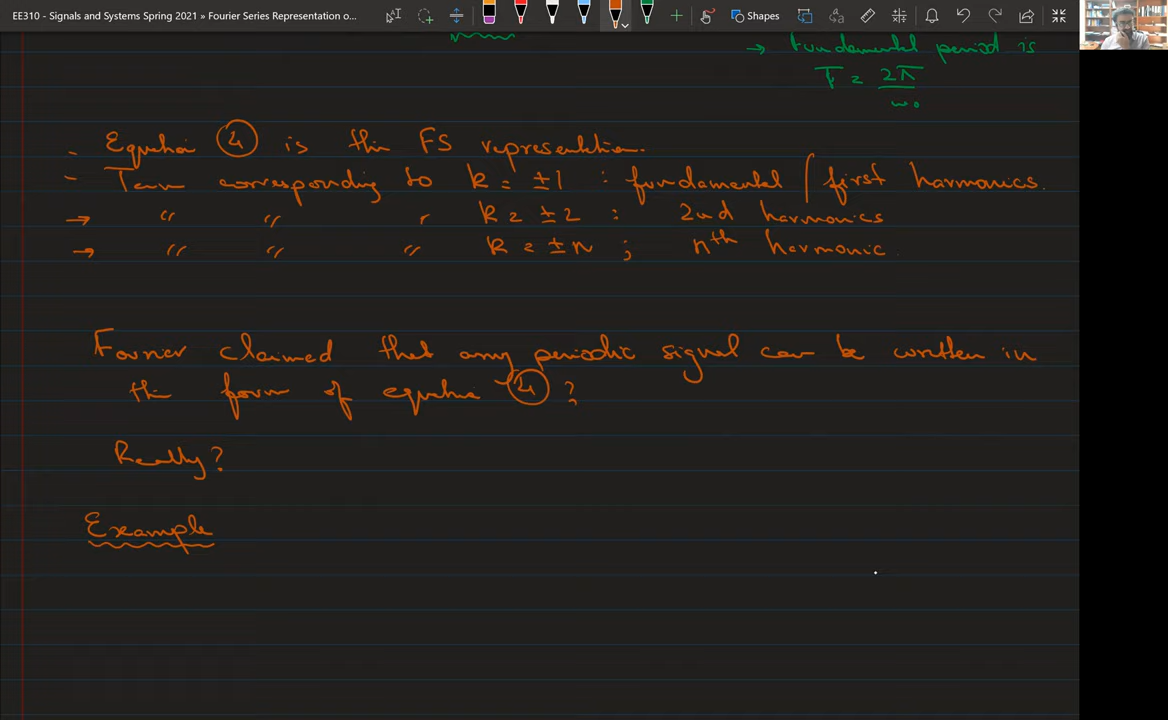 EE310 - Signals and Systems Spring 2021 » Fourier Series Representation o...
Shapes
→ Fundamental period is
T = 2π
ω₀
- Equation ④ is the FS representation.
- Term corresponding to k = ±1 : fundamental / first harmonics.
→ " " " k = ±2 : 2nd harmonics
→ " " " k = ±n ; nth harmonic.
Fourier claimed that any periodic signal can be written in
the form of equation ④ ?
Really?
Example